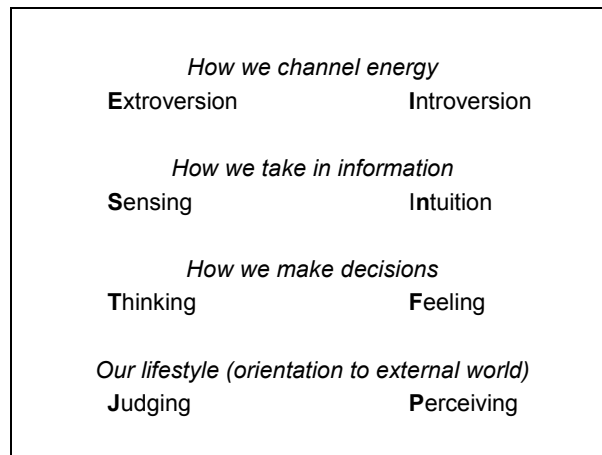 How we channel energy
Extroversion Introversion
How we take in information
Sensing Intuition
How we make decisions
Thinking Feeling
Our lifestyle (orientation to external world)
Judging Perceiving